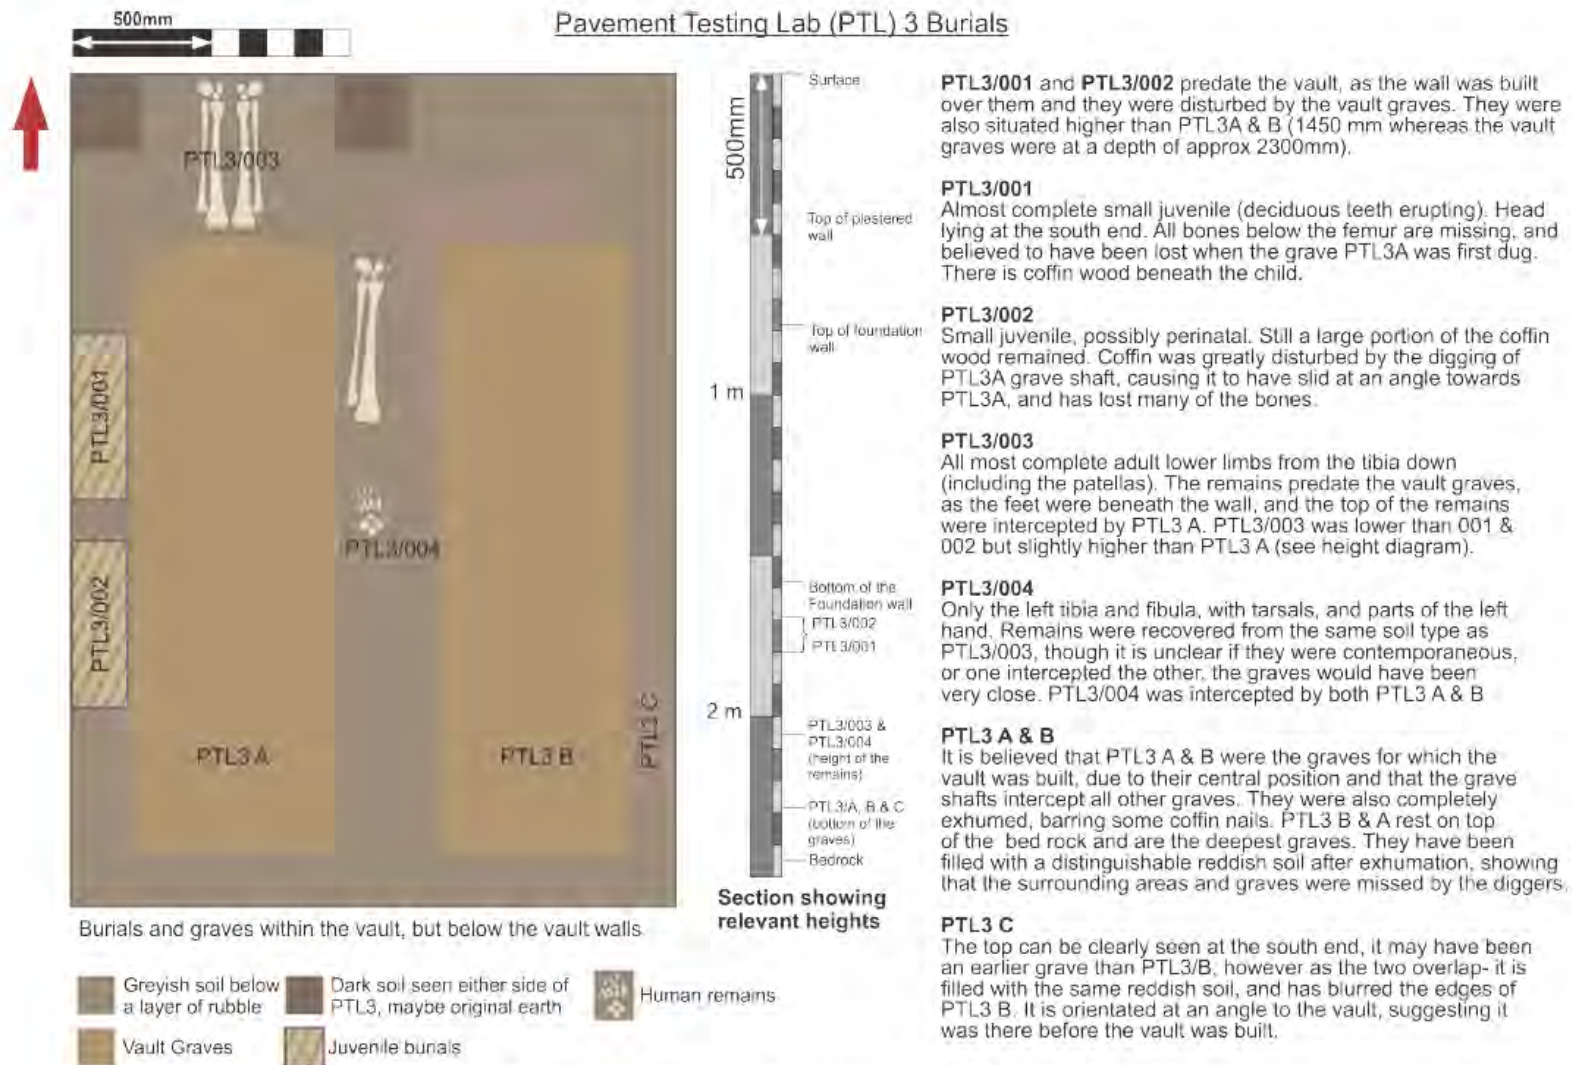 Pavement Testing Lab (PTL) 3 Burials
500mm
PTL3/003
PTL3/001
PTL3/002
PTL3/004
PTL3 A
PTL3 B
PTL3 C
Burials and graves within the vault, but below the vault walls
Greyish soil below
a layer of rubble
Dark soil seen either side of
PTL3, maybe original earth
Human remains
Vault Graves
Juvenile burials
500mm
1 m
2 m
Surface
Top of plastered
wall
Top of foundation
wall
Bottom of the
Foundation wall
PTL3/002
PTL3/001
PTL3/003 &
PTL3/004
(height of the
remains)
PTL3/A, B & C
(bottom of the
graves)
Bedrock
Section showing
relevant heights
PTL3/001 and PTL3/002 predate the vault, as the wall was built
over them and they were disturbed by the vault graves. They were
also situated higher than PTL3A & B (1450 mm whereas the vault
graves were at a depth of approx 2300mm).
PTL3/001
Almost complete small juvenile (deciduous teeth erupting). Head
lying at the south end. All bones below the femur are missing, and
believed to have been lost when the grave PTL3A was first dug.
There is coffin wood beneath the child.
PTL3/002
Small juvenile, possibly perinatal. Still a large portion of the coffin
wood remained. Coffin was greatly disturbed by the digging of
PTL3A grave shaft, causing it to have slid at an angle towards
PTL3A, and has lost many of the bones.
PTL3/003
All most complete adult lower limbs from the tibia down
(including the patellas). The remains predate the vault graves,
as the feet were beneath the wall, and the top of the remains
were intercepted by PTL3 A. PTL3/003 was lower than 001 &
002 but slightly higher than PTL3 A (see height diagram).
PTL3/004
Only the left tibia and fibula, with tarsals, and parts of the left
hand. Remains were recovered from the same soil type as
PTL3/003, though it is unclear if they were contemporaneous,
or one intercepted the other, the graves would have been
very close. PTL3/004 was intercepted by both PTL3 A & B
PTL3 A & B
It is believed that PTL3 A & B were the graves for which the
vault was built, due to their central position and that the grave
shafts intercept all other graves. They were also completely
exhumed, barring some coffin nails. PTL3 B & A rest on top
of the bed rock and are the deepest graves. They have been
filled with a distinguishable reddish soil after exhumation, showing
that the surrounding areas and graves were missed by the diggers.
PTL3 C
The top can be clearly seen at the south end, it may have been
an earlier grave than PTL3/B, however as the two overlap- it is
filled with the same reddish soil, and has blurred the edges of
PTL3 B. It is orientated at an angle to the vault, suggesting it
was there before the vault was built.